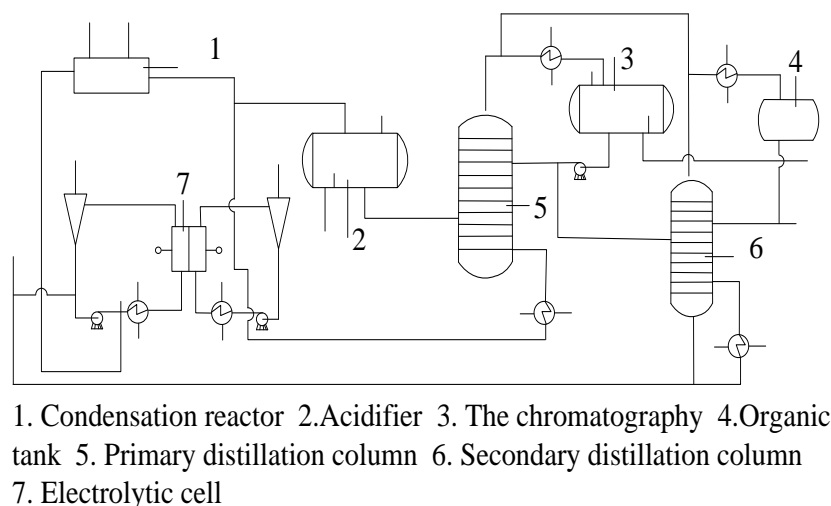 1
3
4
7
2
5
6
1. Condensation reactor 2.Acidifier 3. The chromatography 4.Organic
tank 5. Primary distillation column 6. Secondary distillation column
7. Electrolytic cell